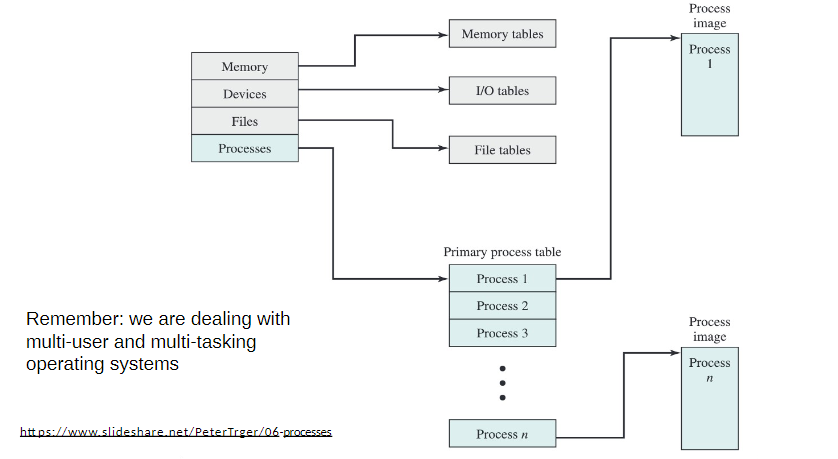 Memory
Devices
Files
Processes
Memory tables
I/O tables
File tables
Primary process table
Process 1
Process 2
Process 3
Process n
Process
image
Process
1
Process
image
Process
n
Remember: we are dealing with
multi-user and multi-tasking
operating systems
https://www.slideshare.net/PeterTrger/06-processes